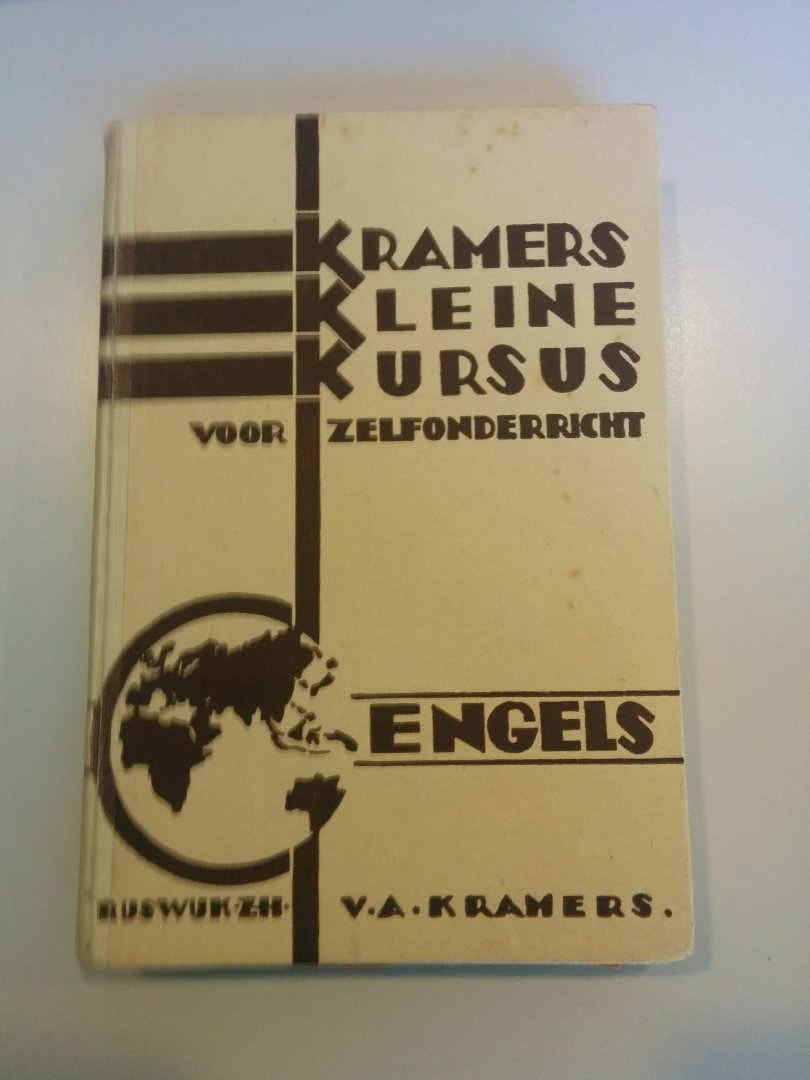 KRAMERS
KLEINE
KURSUS
VOOR ZELFONDERRICHT
ENGELS
RIJSWIJK-Z.H. V.A.KRAMERS.